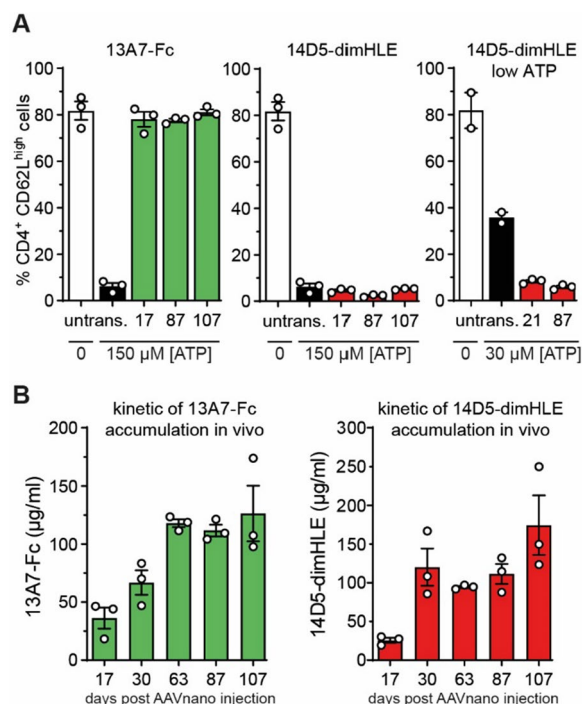 A
13A7-Fc
14D5-dimHLE
14D5-dimHLE
low ATP
% CD4+ CD62Lhigh cells
100
80
60
40
20
0
untrans. 17 87 107
0 150 µM [ATP]
100
80
60
40
20
0
untrans. 17 87 107
0 150 µM [ATP]
100
80
60
40
20
0
untrans. 21 87
0 30 µM [ATP]
B
kinetic of 13A7-Fc
accumulation in vivo
13A7-Fc (µg/ml)
200
150
100
50
0
17 30 63 87 107
days post AAVnano injection
kinetic of 14D5-dimHLE
accumulation in vivo
14D5-dimHLE (µg/ml)
300
250
200
150
100
50
0
17 30 63 87 107
days post AAVnano injection